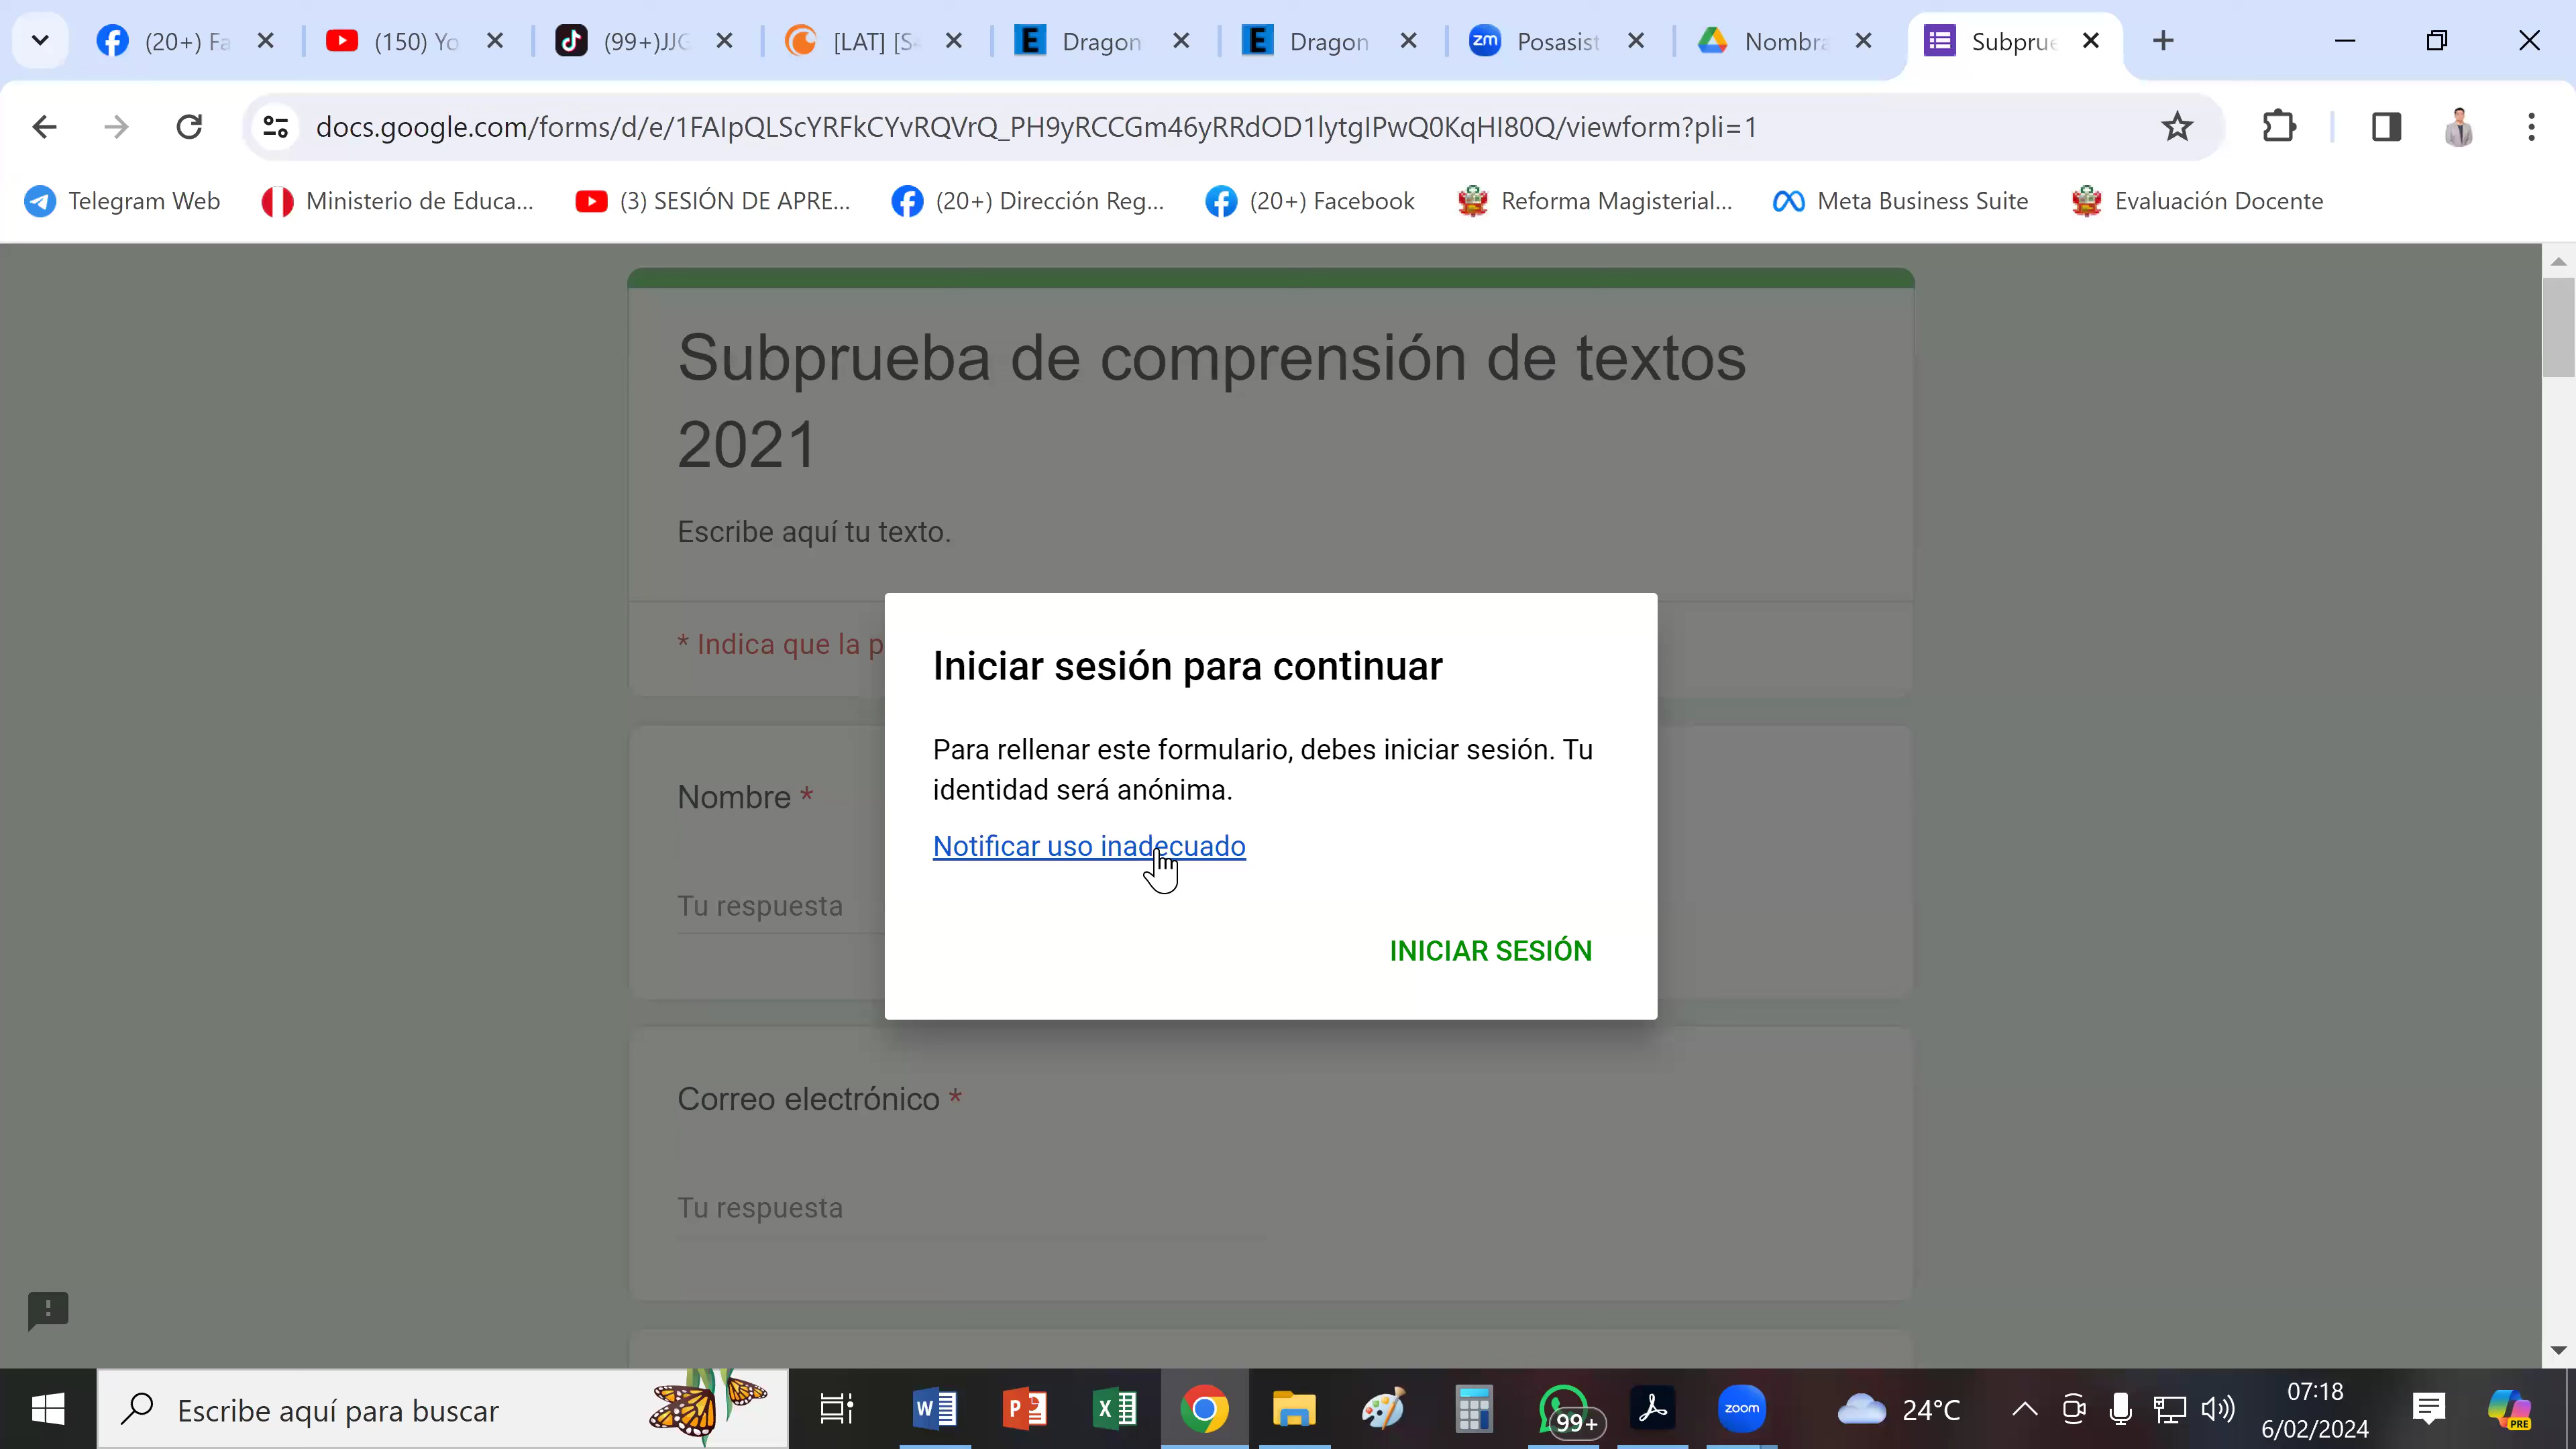 (20+) Fa
(150) Yo
(99+)JJG
[LAT] [S
Dragon
Dragon
Posasist
Nombra
Subprue
docs.google.com/forms/d/e/1FAIpQLScYRFkCYvRQVrQ_PH9yRCCGm46yRRdOD1lytgIPwQ0KqHI80Q/viewform?pli=1
Telegram Web
Ministerio de Educa...
(3) SESIÓN DE APRE...
(20+) Dirección Reg...
(20+) Facebook
Reforma Magisterial...
Meta Business Suite
Evaluación Docente
Subprueba de comprensión de textos
2021
Escribe aquí tu texto.
* Indica que la p
Iniciar sesión para continuar
Para rellenar este formulario, debes iniciar sesión. Tu
identidad será anónima.
Notificar uso inadecuado
INICIAR SESIÓN
Nombre *
Tu respuesta
Correo electrónico *
Tu respuesta
Escribe aquí para buscar
99+
zoom
24°C
07:18
6/02/2024
PRE